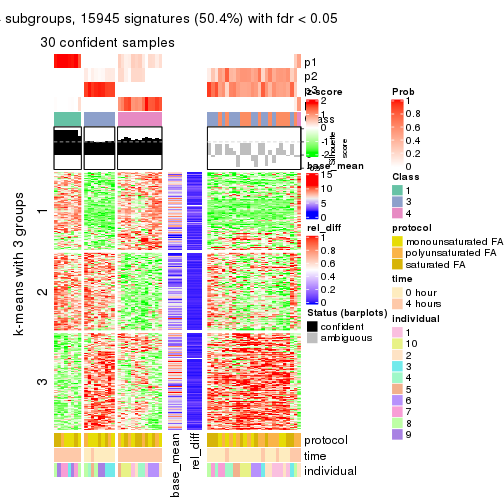 subgroups, 15945 signatures (50.4%) with fdr < 0.05
30 confident samples
p1
p2
p3
z-score
2
1
0
-1
-2
Silhouette
score
base_mean
15
10
5
0
rel_diff
1
0.8
0.6
0.4
0.2
0
Status (barplots)
confident
ambiguous
Prob
1
0.8
0.6
0.4
0.2
0
Class
1
3
4
protocol
monounsaturated FA
polyunsaturated FA
saturated FA
time
0 hour
4 hours
individual
1
10
2
3
4
5
6
7
8
9
k-means with 3 groups
1
2
3
base_mean
rel_diff
protocol
time
individual